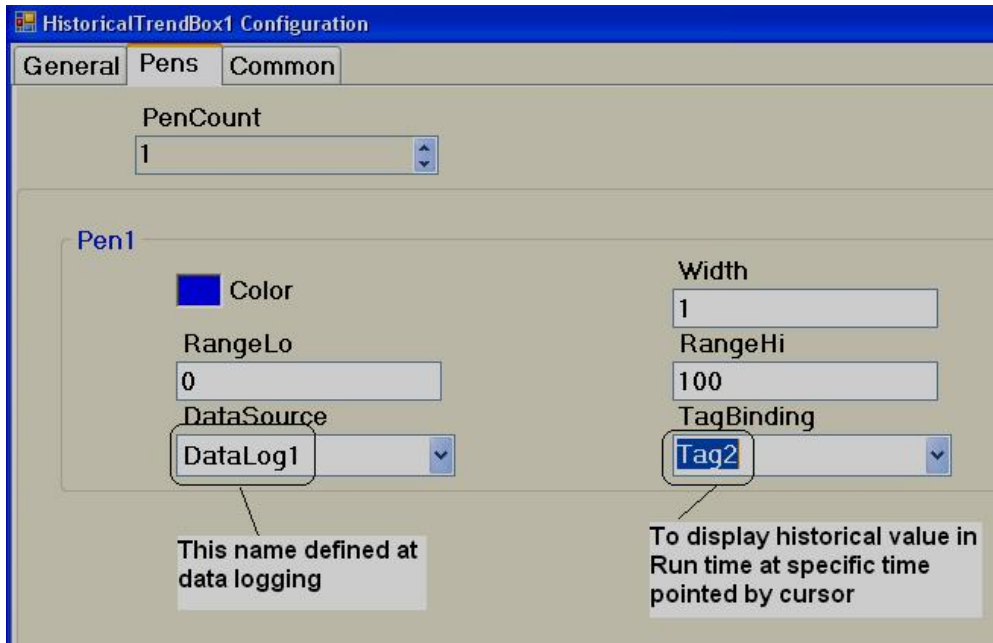 HistoricalTrendBox1 Configuration
General Pens Common
PenCount
1
Pen1
Color
Width
1
RangeLo
RangeHi
0
100
DataSource
TagBinding
DataLog1
Tag2
This name defined at
data logging
To display historical value in
Run time at specific time
pointed by cursor